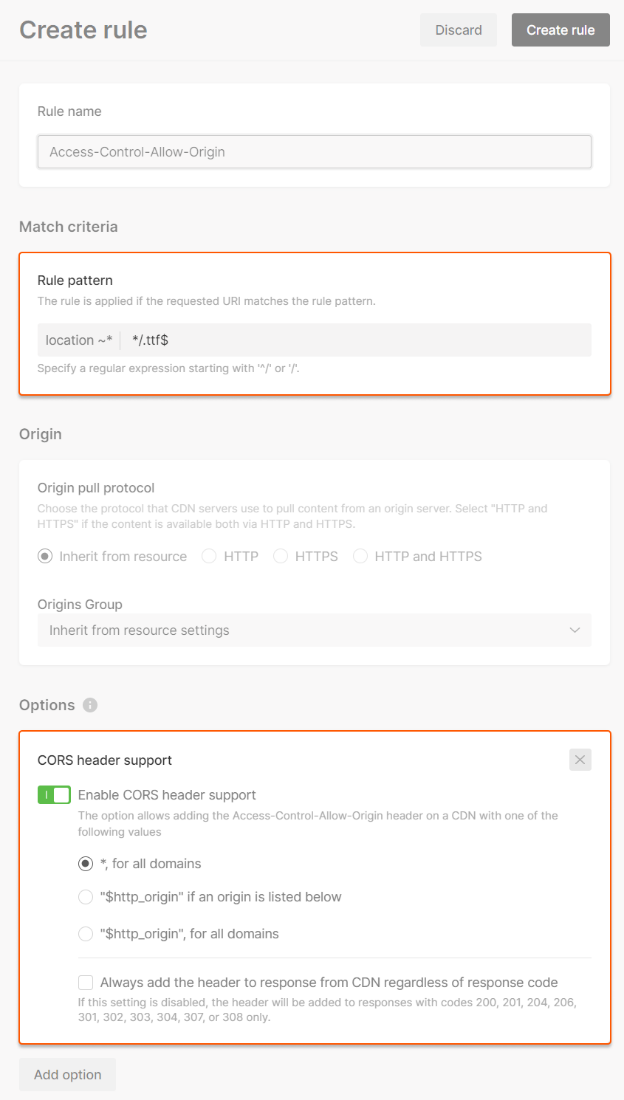 Create rule
Discard
Create rule
Rule name
Access-Control-Allow-Origin
Match criteria
Rule pattern
The rule is applied if the requested URI matches the rule pattern.
location ~* */.ttf$
Specify a regular expression starting with '^/' or '/'.
Origin
Origin pull protocol
Choose the protocol that CDN servers use to pull content from an origin server. Select "HTTP and
HTTPS" if the content is available both via HTTP and HTTPS.
Inherit from resource HTTP HTTPS HTTP and HTTPS
Origins Group
Inherit from resource settings
Options
CORS header support
Enable CORS header support
The option allows adding the Access-Control-Allow-Origin header on a CDN with one of the
following values
*, for all domains
"$http_origin" if an origin is listed below
"$http_origin", for all domains
Always add the header to response from CDN regardless of response code
If this setting is disabled, the header will be added to responses with codes 200, 201, 204, 206,
301, 302, 303, 304, 307, or 308 only.
Add option